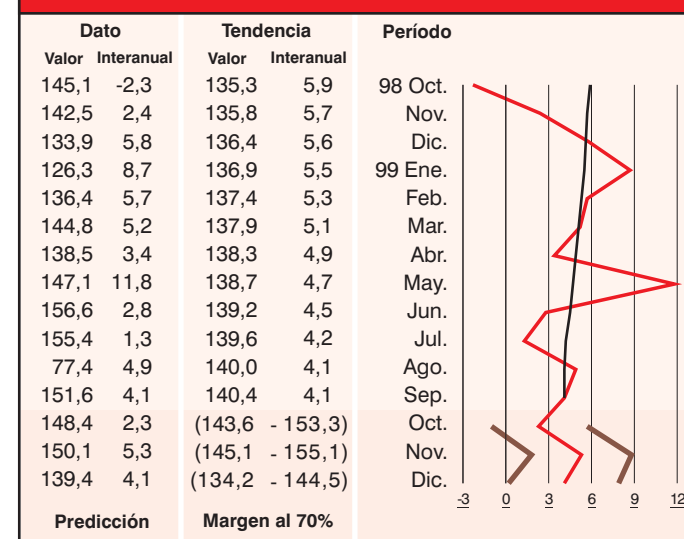 Dato Tendencia Período
Valor Interanual Valor Interanual
145,1 -2,3 135,3 5,9 98 Oct.
142,5 2,4 135,8 5,7 Nov.
133,9 5,8 136,4 5,6 Dic.
126,3 8,7 136,9 5,5 99 Ene.
136,4 5,7 137,4 5,3 Feb.
144,8 5,2 137,9 5,1 Mar.
138,5 3,4 138,3 4,9 Abr.
147,1 11,8 138,7 4,7 May.
156,6 2,8 139,2 4,5 Jun.
155,4 1,3 139,6 4,2 Jul.
77,4 4,9 140,0 4,1 Ago.
151,6 4,1 140,4 4,1 Sep.
148,4 2,3 (143,6 - 153,3) Oct.
150,1 5,3 (145,1 - 155,1) Nov.
139,4 4,1 (134,2 - 144,5) Dic.
-3 0 3 6 9 12
Predicción Margen al 70%